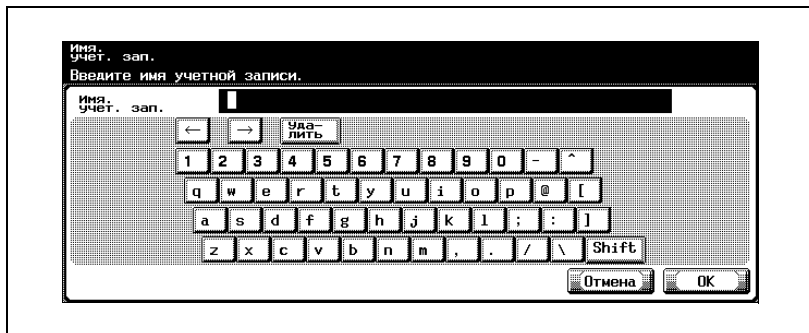 Имя.
учет. зап.
Введите имя учетной записи.
Имя.
учет. зап.
← → Уда-
лить
1 2 3 4 5 6 7 8 9 0 - ^
q w e r t y u i o p @ [
a s d f g h j k l ; : ]
z x c v b n m , . / \ Shift
Отмена OK